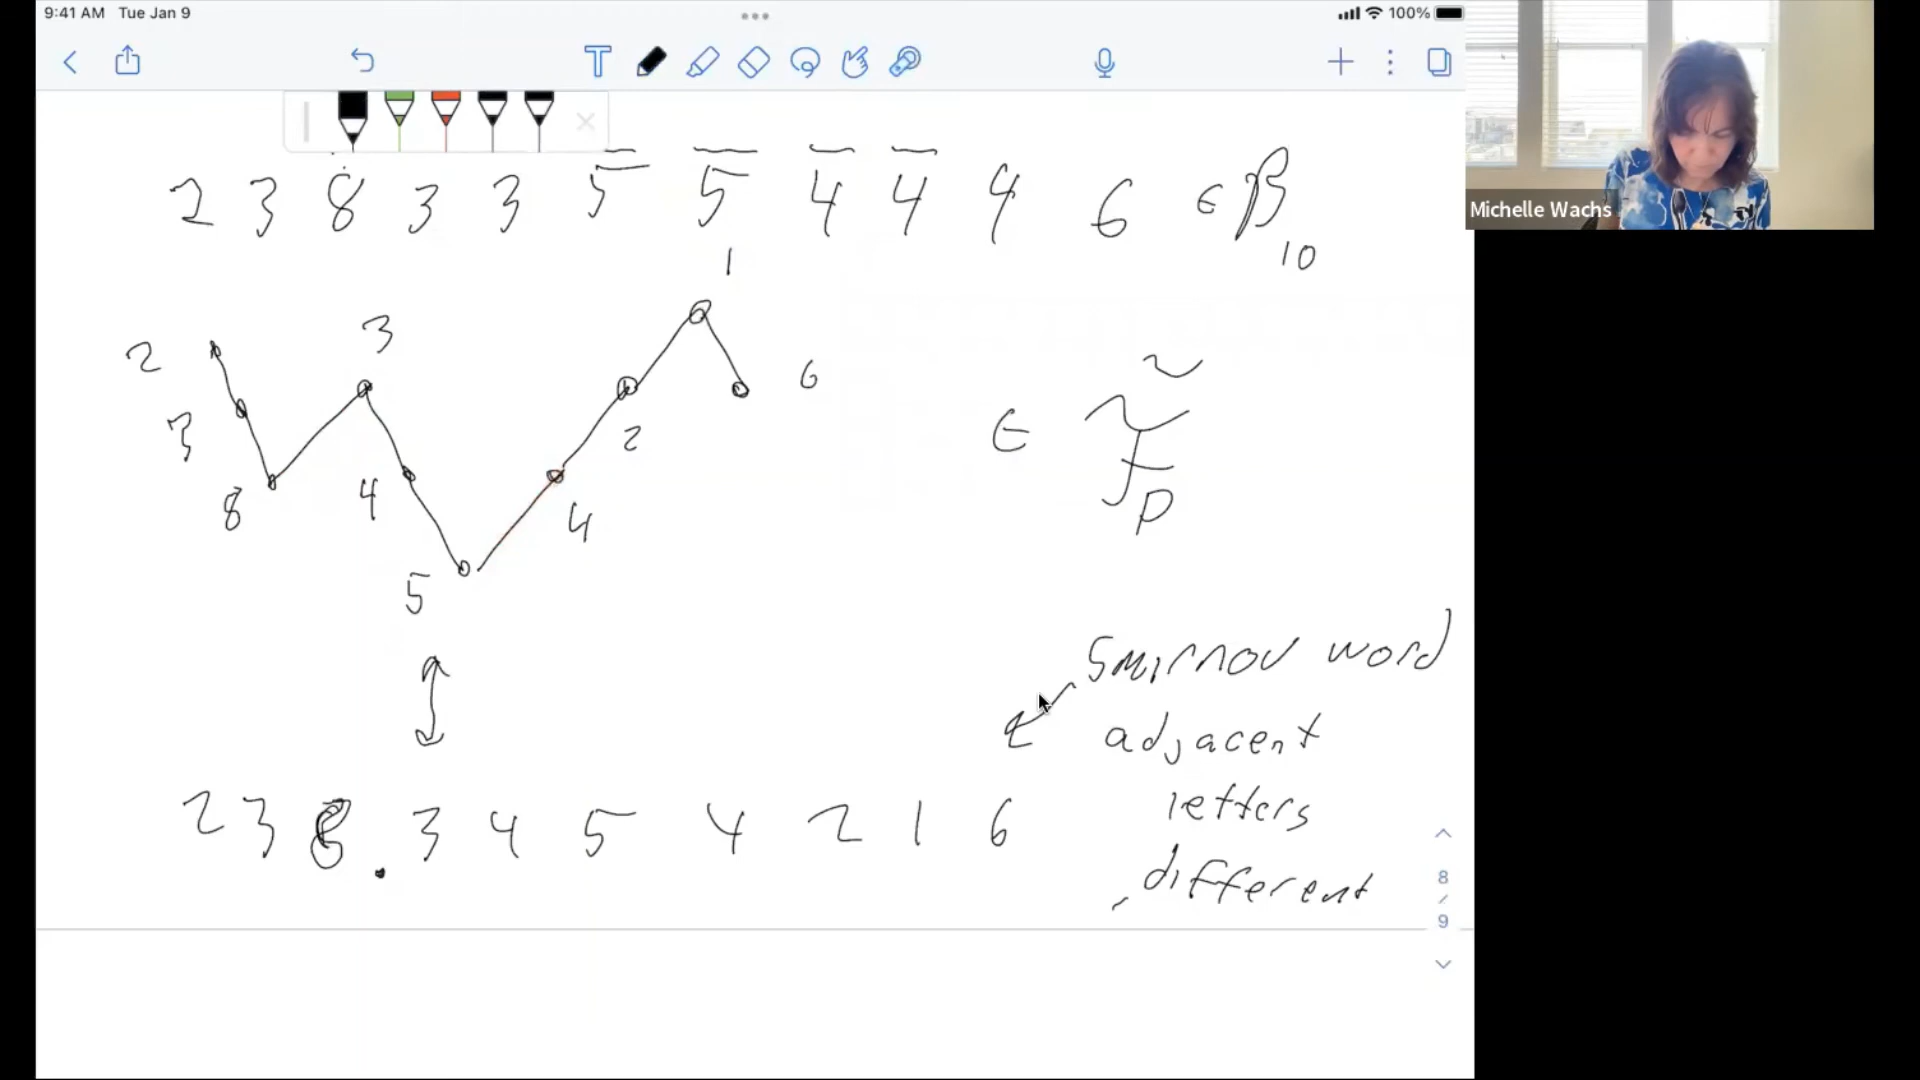 9:41 AM Tue Jan 9
100%
T
Michelle Wachs
2 3 8 3 3 5̅ 5̅ 4̅ 4̅ 4 6 ∈ β₁₀
1
3
2
6
3
2
∈
8
4
4
p
5
Smirnov word
adjacent
letters
different
2 3 8 . 3 4 5 4 2 1 6
8
/
9